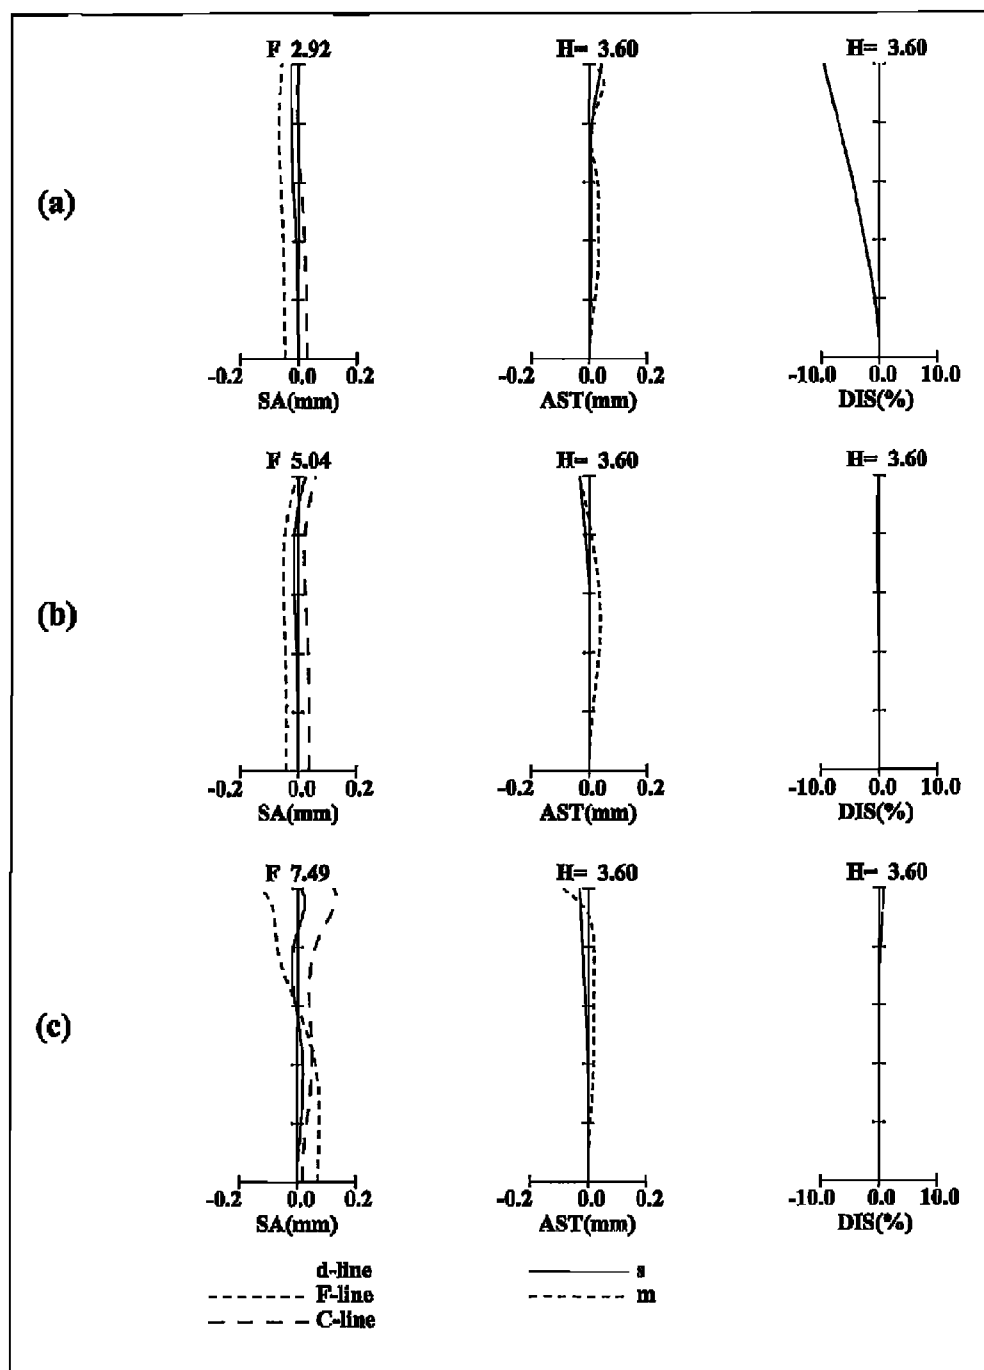 F 2.92 H= 3.60 H= 3.60
(a)
-0.2 0.0 0.2 -0.2 0.0 0.2 -10.0 0.0 10.0
SA(mm) AST(mm) DIS(%)
F 5.04 H= 3.60 H= 3.60
(b)
-0.2 0.0 0.2 -0.2 0.0 0.2 -10.0 0.0 10.0
SA(mm) AST(mm) DIS(%)
F 7.49 H= 3.60 H= 3.60
(c)
-0.2 0.0 0.2 -0.2 0.0 0.2 -10.0 0.0 10.0
SA(mm) AST(mm) DIS(%)
d-line s
F-line m
C-line